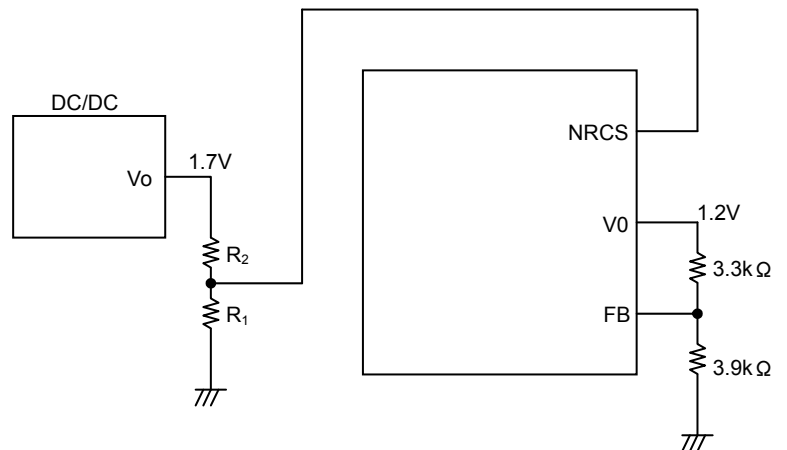 DC/DC
NRCS
1.7V
Vo
1.2V
V0
R₂
3.3kΩ
R₁
FB
3.9kΩ